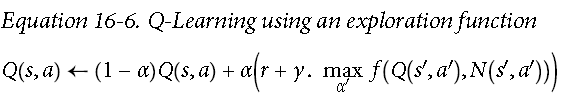 Equation 16-6. Q-Learning using an exploration function
Q(s, a) ← (1 − α)Q(s, a) + α(r + γ . max f(Q(s′, a′), N(s′, a′)))
α′